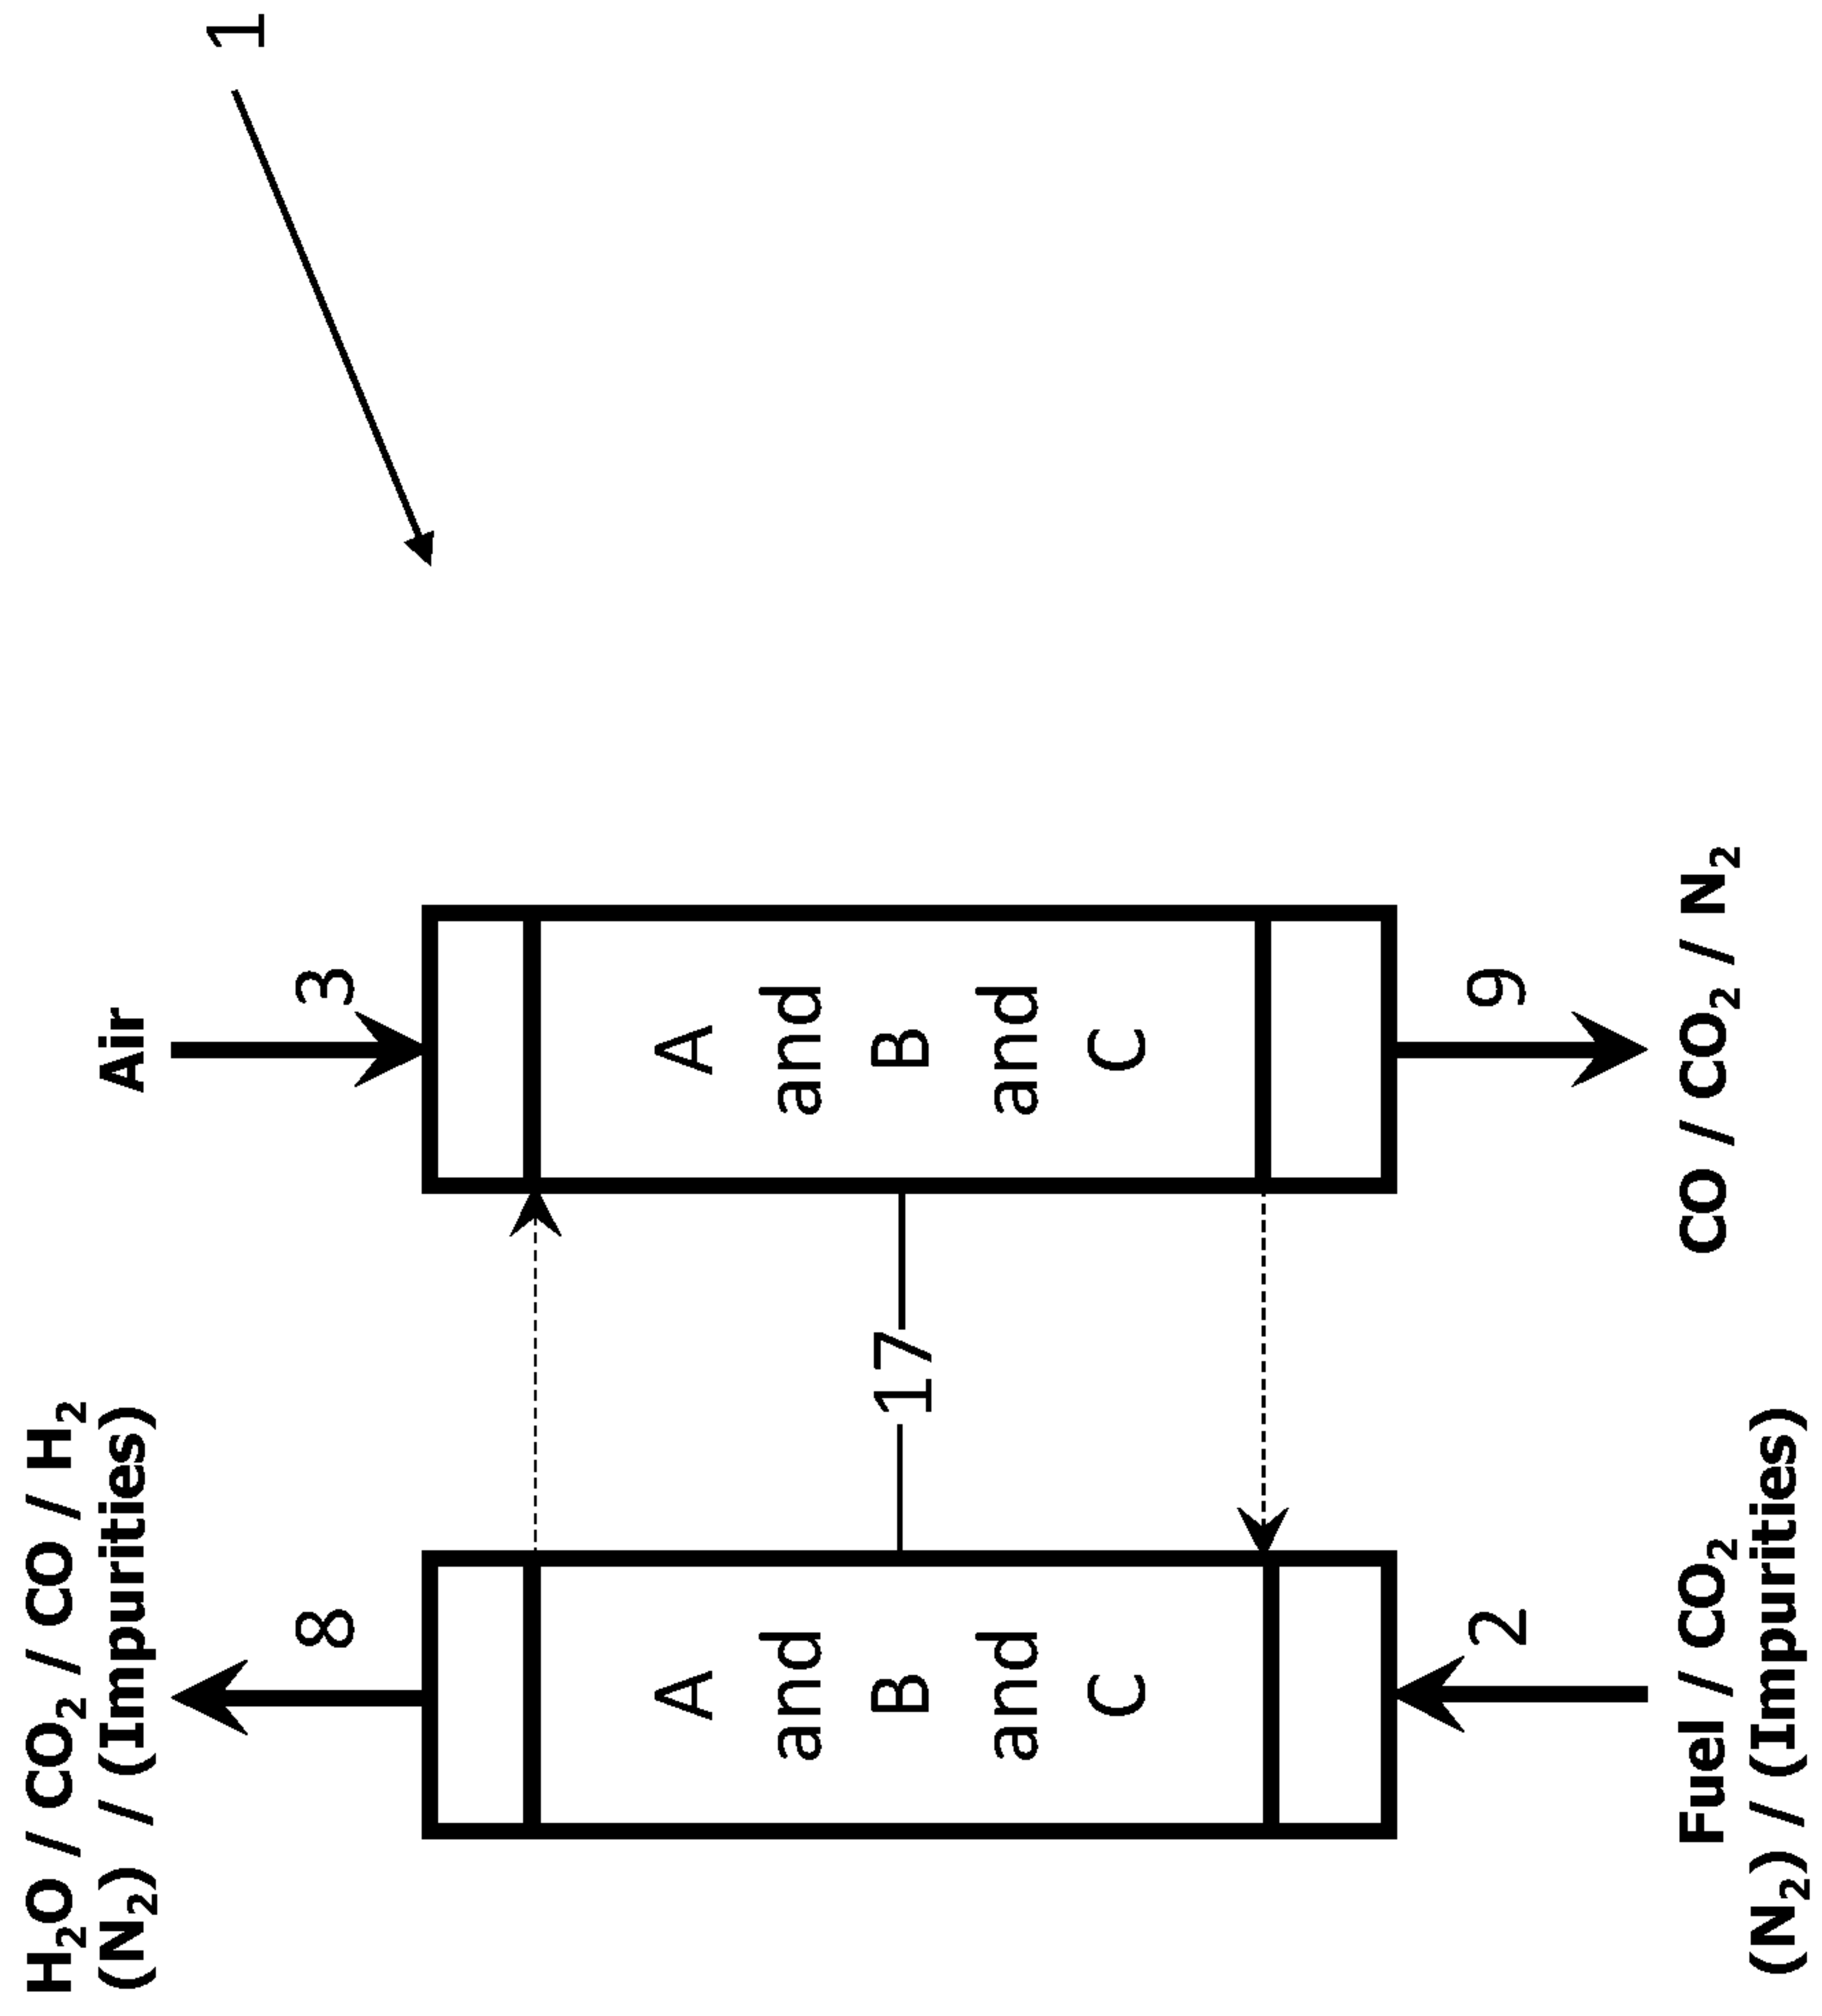 H₂O / CO₂ / CO / H₂
(N₂) / (Impurities)
Air
1
8
3
A
and
B
and
C
17
A
and
B
and
C
2
9
Fuel / CO₂
(N₂) / (Impurities)
CO / CO₂ / N₂